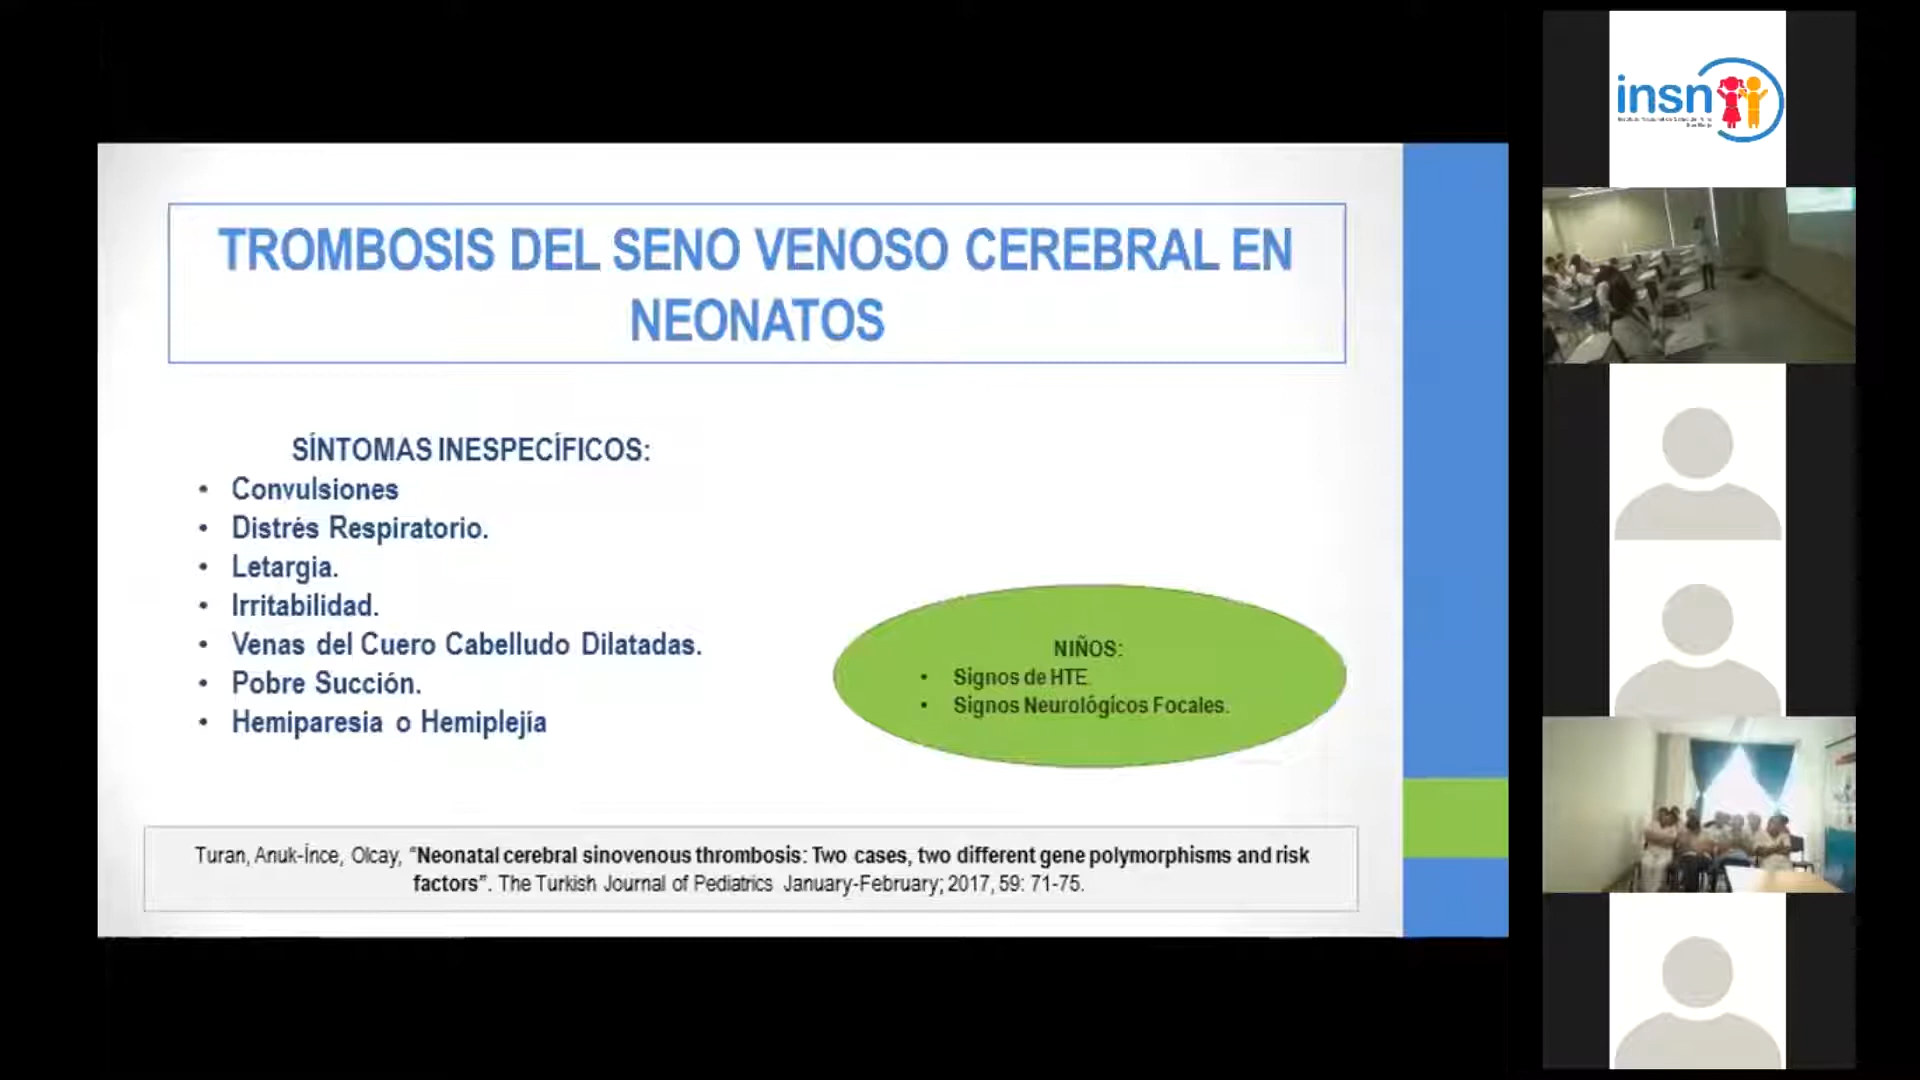 TROMBOSIS DEL SENO VENOSO CEREBRAL EN
NEONATOS
SÍNTOMAS INESPECÍFICOS:
• Convulsiones
• Distrés Respiratorio.
• Letargia.
• Irritabilidad.
• Venas del Cuero Cabelludo Dilatadas.
• Pobre Succión.
• Hemiparesia o Hemiplejía
NIÑOS:
• Signos de HTE.
• Signos Neurológicos Focales.
Turan, Anuk-İnce, Olcay, “Neonatal cerebral sinovenous thrombosis: Two cases, two different gene polymorphisms and risk
factors”. The Turkish Journal of Pediatrics January-February; 2017, 59: 71-75.
insn